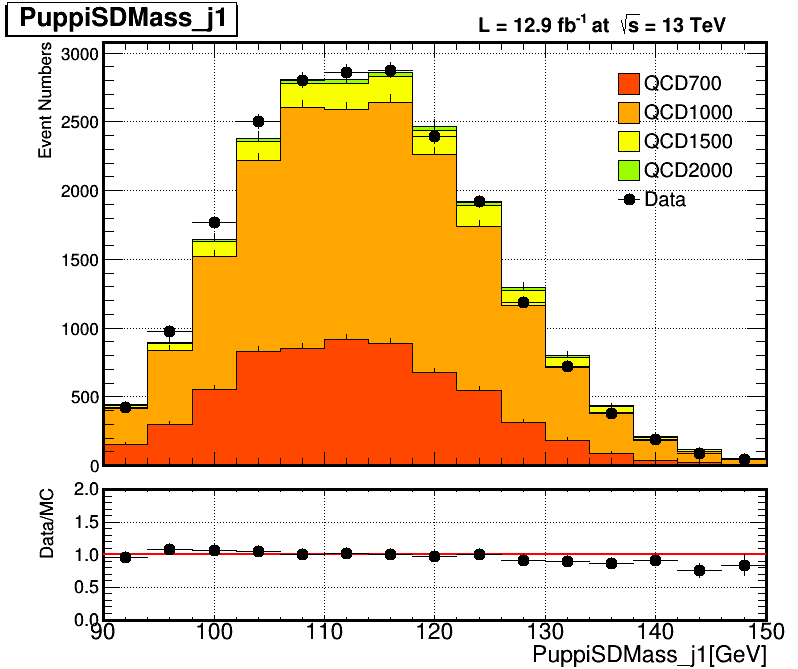 PuppiSDMass_j1
L = 12.9 fb⁻¹ at √s = 13 TeV
Event Numbers
3000
2500
2000
1500
1000
500
0
QCD700
QCD1000
QCD1500
QCD2000
Data
Data/MC
2.0
1.5
1.0
0.5
0.0
90 100 110 120 130 140 150
PuppiSDMass_j1[GeV]